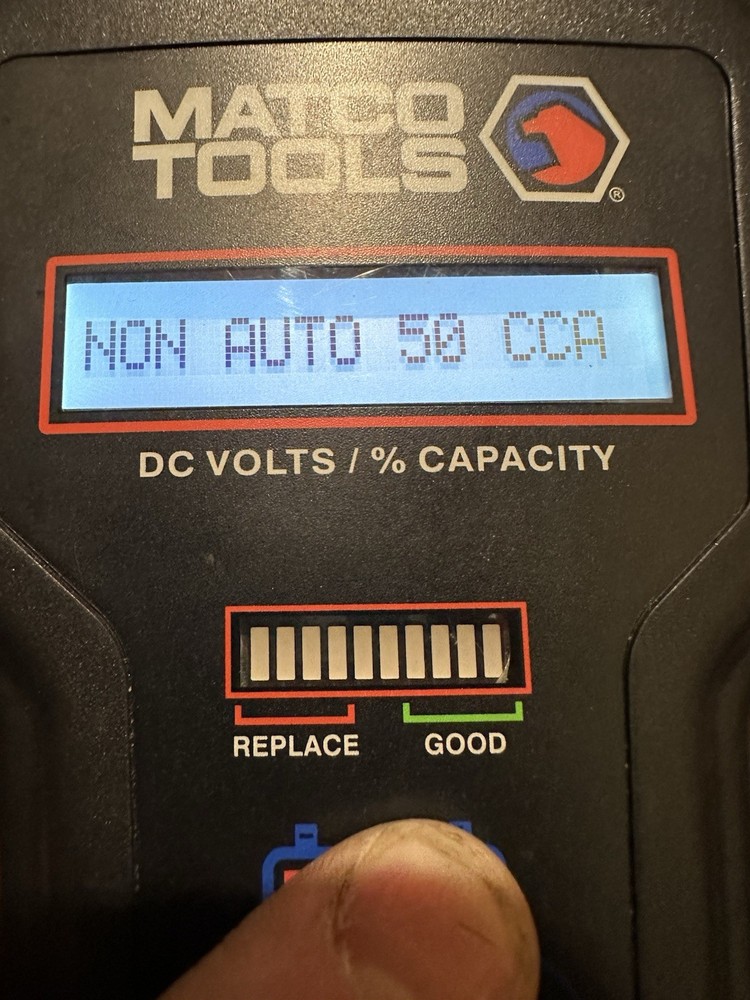 MATCO
TOOLS
®
NON AUTO 50 CCA
DC VOLTS / % CAPACITY
REPLACE
GOOD